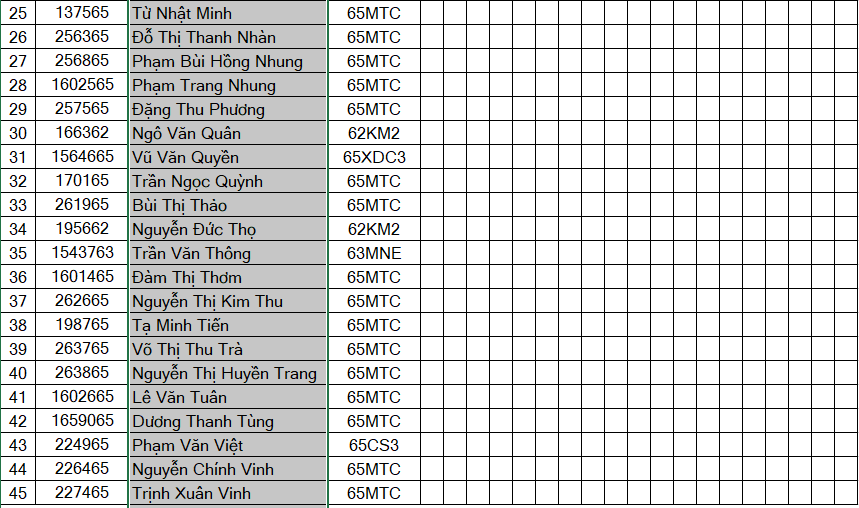 25 137565 Từ Nhật Minh 65MTC
26 256365 Đỗ Thị Thanh Nhàn 65MTC
27 256865 Phạm Bùi Hồng Nhung 65MTC
28 1602565 Phạm Trang Nhung 65MTC
29 257565 Đặng Thu Phương 65MTC
30 166362 Ngô Văn Quân 62KM2
31 1564665 Vũ Văn Quyền 65XDC3
32 170165 Trần Ngọc Quỳnh 65MTC
33 261965 Bùi Thị Thảo 65MTC
34 195662 Nguyễn Đức Thọ 62KM2
35 1543763 Trần Văn Thông 63MNE
36 1601465 Đàm Thị Thơm 65MTC
37 262665 Nguyễn Thị Kim Thu 65MTC
38 198765 Tạ Minh Tiến 65MTC
39 263765 Võ Thị Thu Trà 65MTC
40 263865 Nguyễn Thị Huyền Trang 65MTC
41 1602665 Lê Văn Tuân 65MTC
42 1659065 Dương Thanh Tùng 65MTC
43 224965 Phạm Văn Việt 65CS3
44 226465 Nguyễn Chính Vinh 65MTC
45 227465 Trịnh Xuân Vinh 65MTC